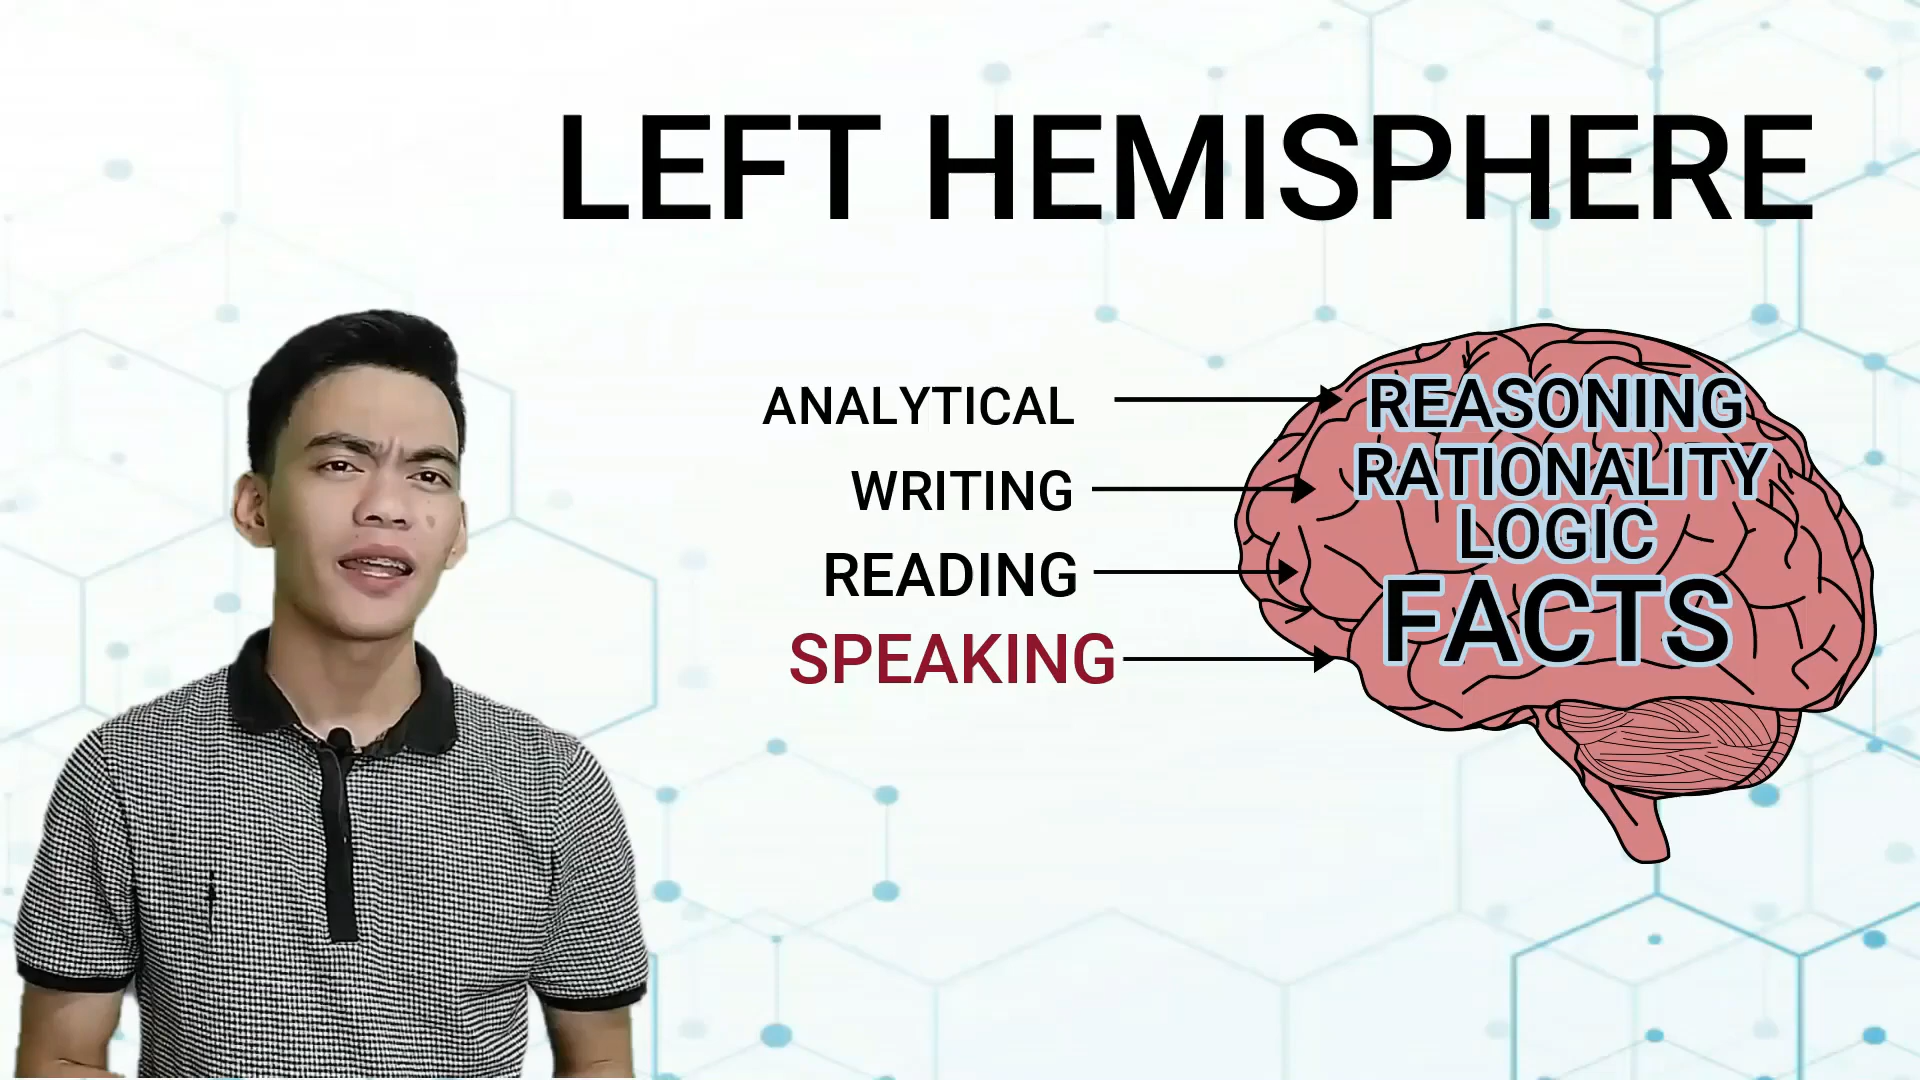 LEFT HEMISPHERE
ANALYTICAL
WRITING
READING
SPEAKING
REASONING
RATIONALITY
LOGIC
FACTS